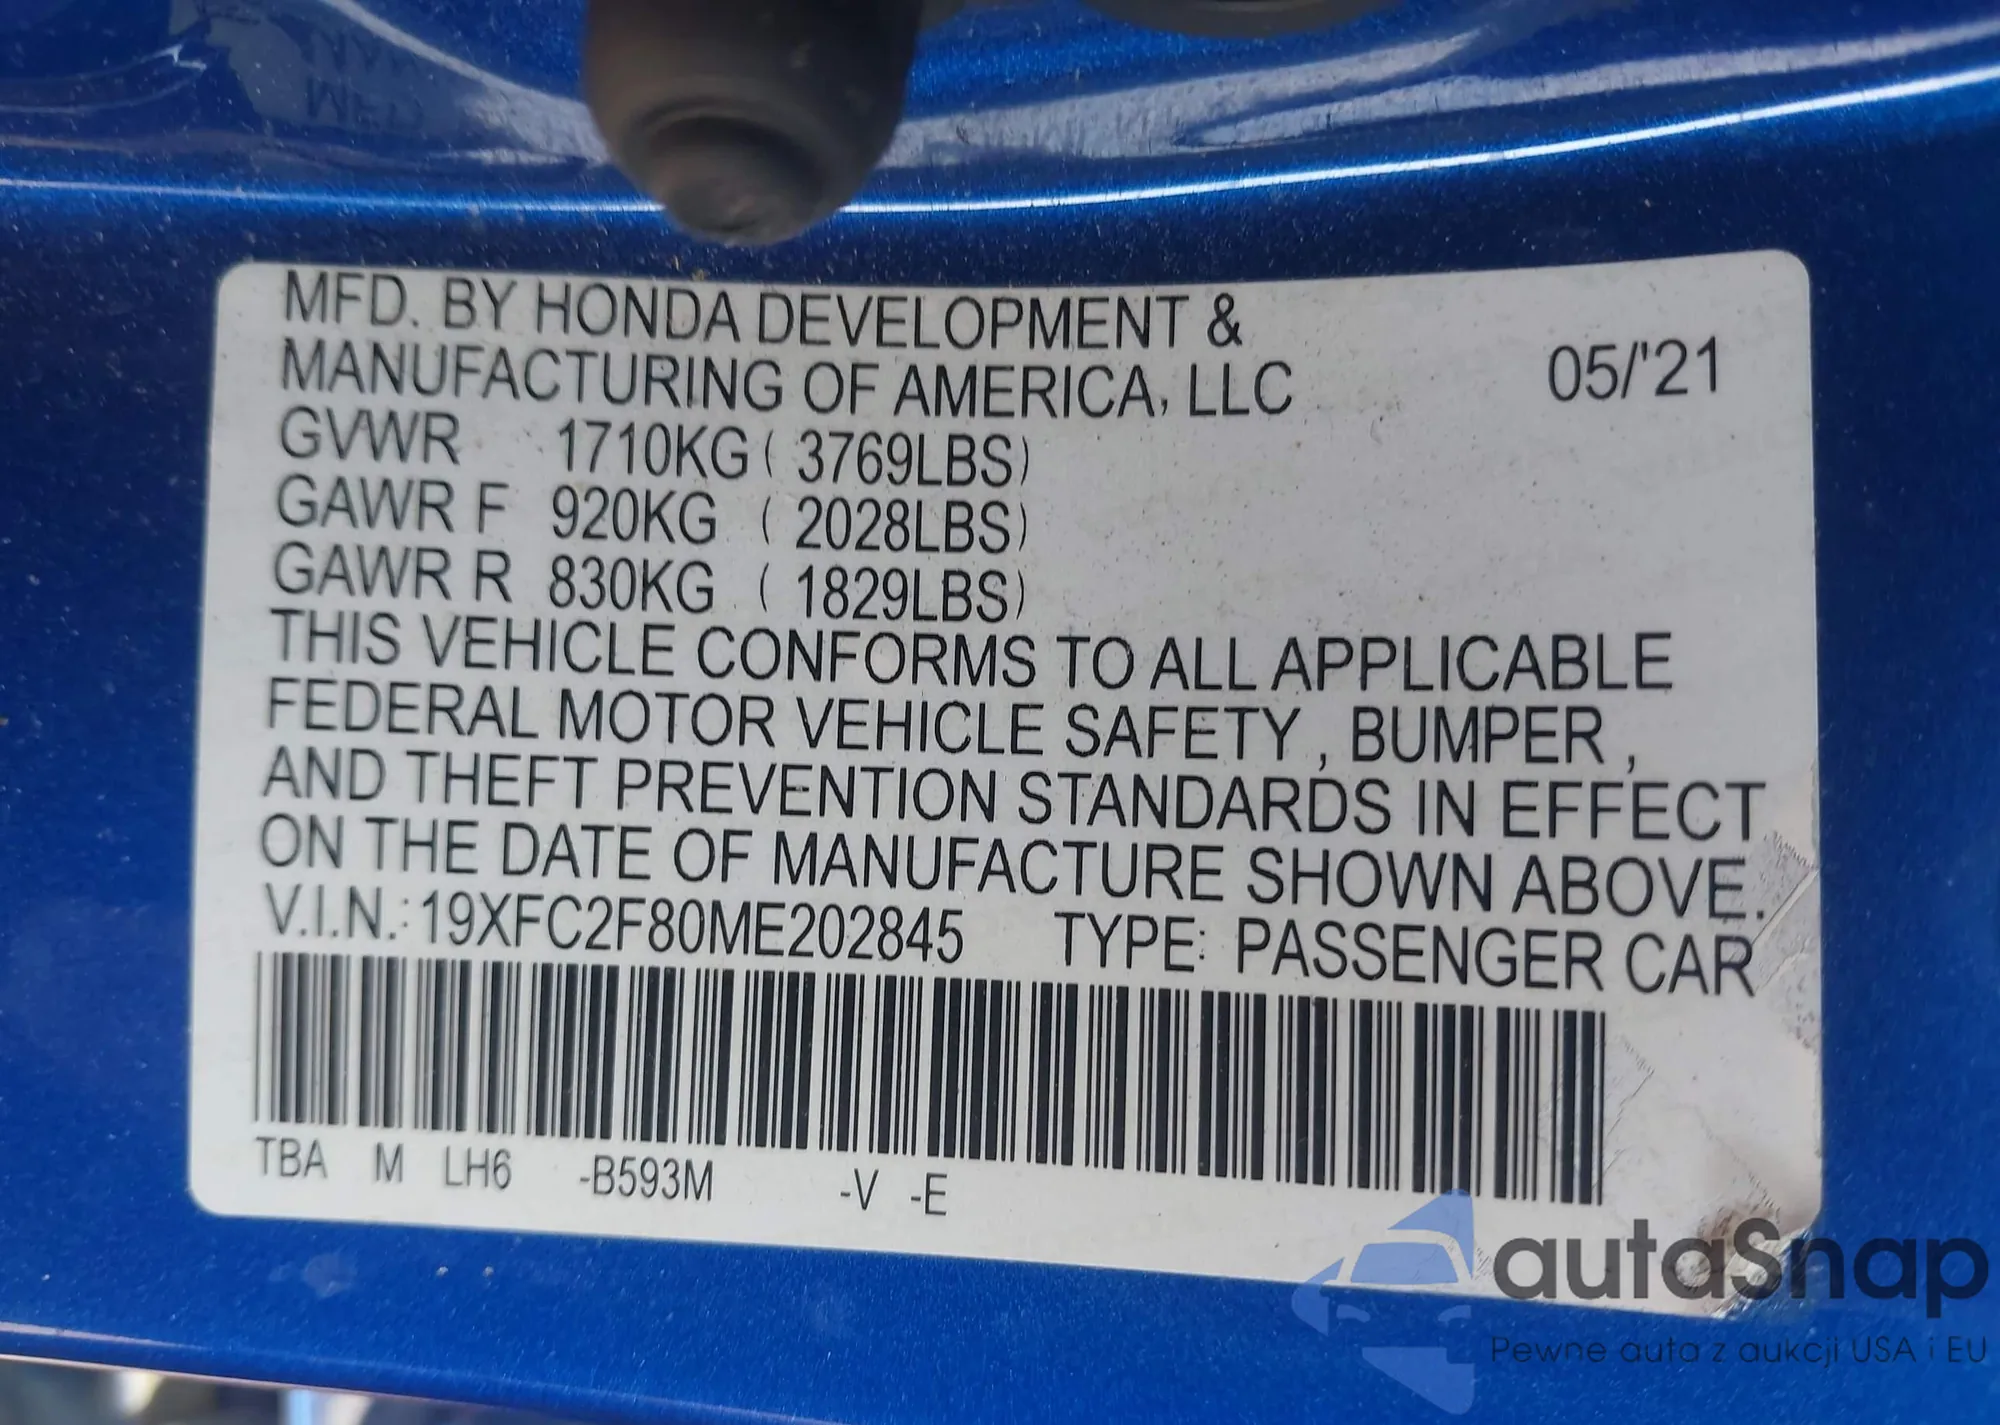 MFD. BY HONDA DEVELOPMENT &
MANUFACTURING OF AMERICA, LLC 05/'21
GVWR 1710KG ( 3769LBS)
GAWR F 920KG ( 2028LBS)
GAWR R 830KG ( 1829LBS)
THIS VEHICLE CONFORMS TO ALL APPLICABLE
FEDERAL MOTOR VEHICLE SAFETY , BUMPER ,
AND THEFT PREVENTION STANDARDS IN EFFECT
ON THE DATE OF MANUFACTURE SHOWN ABOVE.
V.I.N.: 19XFC2F80ME202845 TYPE: PASSENGER CAR
TBA M LH6 -B593M -V -E
autaSnap
Pewne auta z aukcji USA i EU